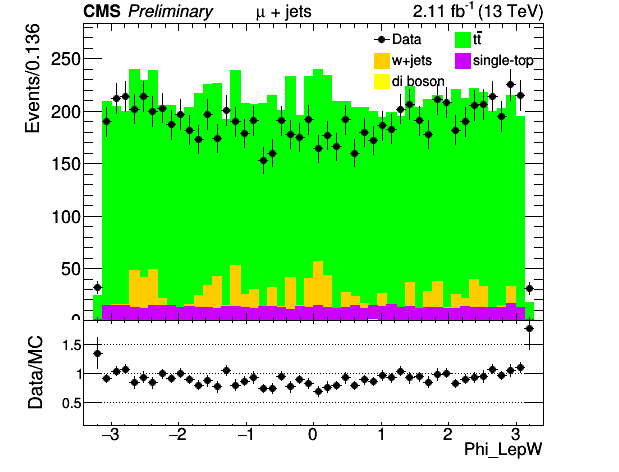 CMS Preliminary μ + jets 2.11 fb⁻¹ (13 TeV)
Data tt̄
w+jets single-top
di boson
Events/0.136
250
200
150
100
50
0
Data/MC
1.5
1
0.5
−3 −2 −1 0 1 2 3
Phi_LepW